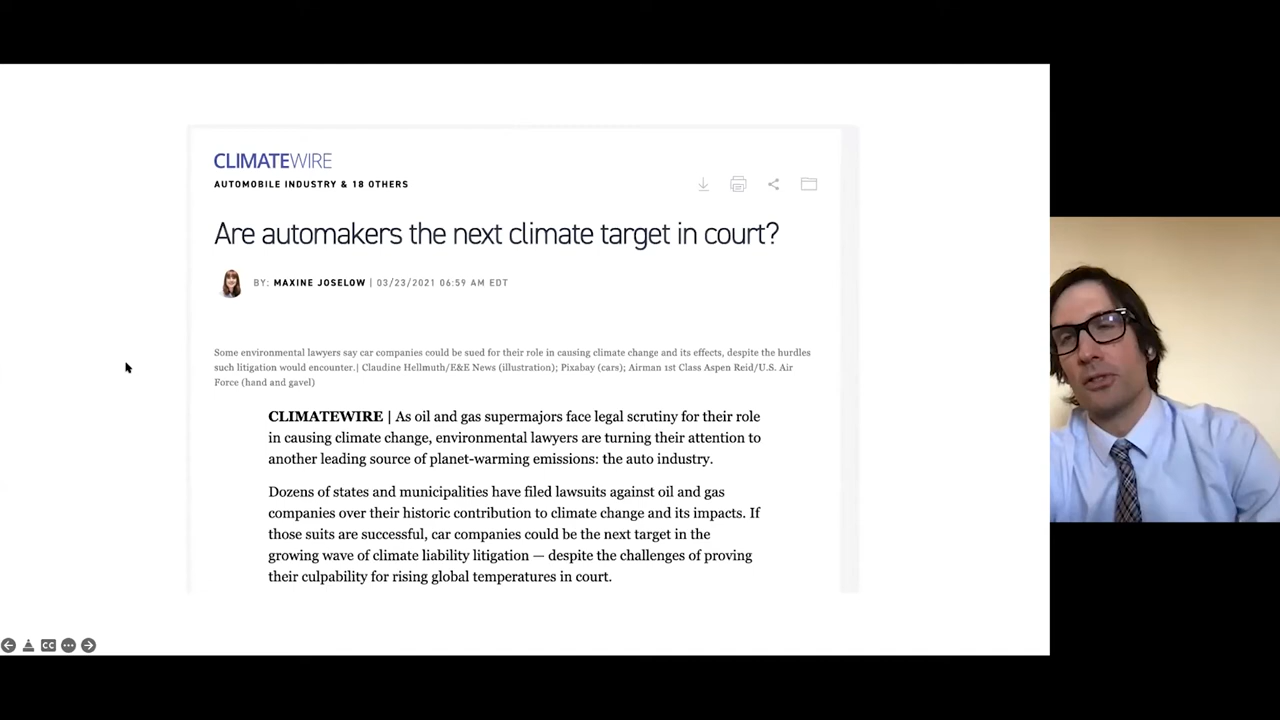 CLIMATEWIRE
AUTOMOBILE INDUSTRY & 18 OTHERS
Are automakers the next climate target in court?
BY: MAXINE JOSELOW | 03/23/2021 06:59 AM EDT
Some environmental lawyers say car companies could be sued for their role in causing climate change and its effects, despite the hurdles
such litigation would encounter.| Claudine Hellmuth/E&E News (illustration); Pixabay (cars); Airman 1st Class Aspen Reid/U.S. Air
Force (hand and gavel)
CLIMATEWIRE | As oil and gas supermajors face legal scrutiny for their role
in causing climate change, environmental lawyers are turning their attention to
another leading source of planet-warming emissions: the auto industry.
Dozens of states and municipalities have filed lawsuits against oil and gas
companies over their historic contribution to climate change and its impacts. If
those suits are successful, car companies could be the next target in the
growing wave of climate liability litigation — despite the challenges of proving
their culpability for rising global temperatures in court.
CC